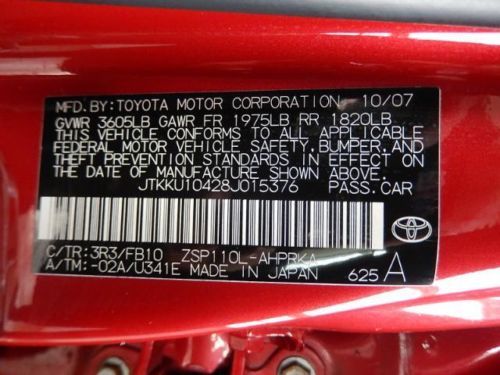 MFD.BY:TOYOTA MOTOR CORPORATION 10/07
GVWR 3605LB GAWR FR 1975LB RR 1820LB
THIS VEHICLE CONFORMS TO ALL APPLICABLE
FEDERAL MOTOR VEHICLE SAFETY, BUMPER, AND
THEFT PREVENTION STANDARDS IN EFFECT ON
THE DATE OF MANUFACTURE SHOWN ABOVE.
JTKKU10428J015376 PASS.CAR
C/TR:3R3/FB10 ZSP110L-AHPRKA
A/TM:-02A/U341E MADE IN JAPAN 625 A
TOYOTA